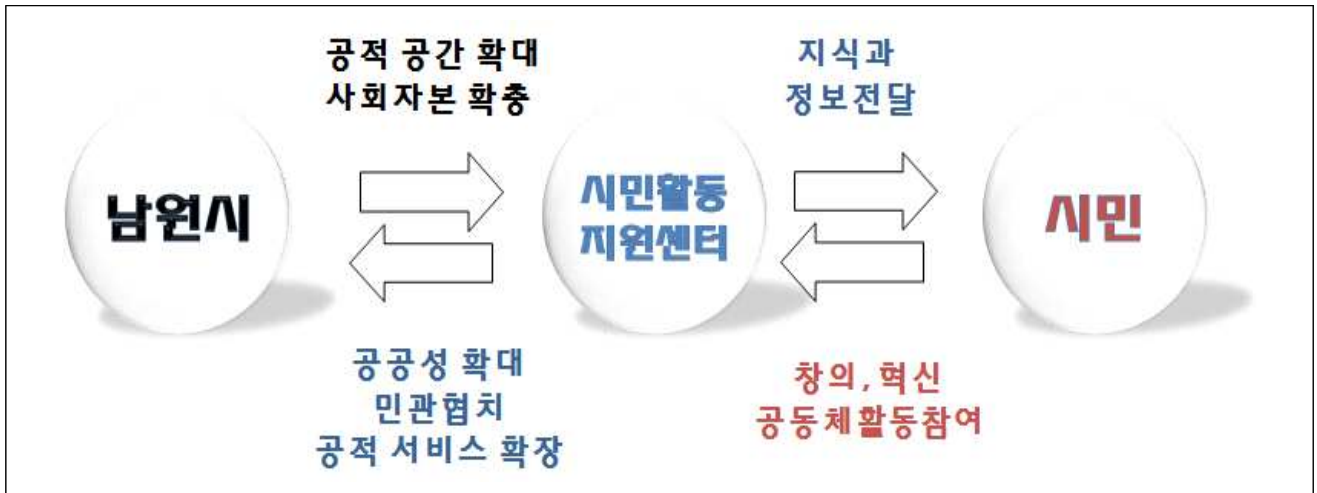 공적 공간 확대
사회자본 확충
지식과
정보전달
남원시
시민활동
지원센터
시민
공공성 확대
민관협치
공적 서비스 확장
창의, 혁신
공동체활동참여